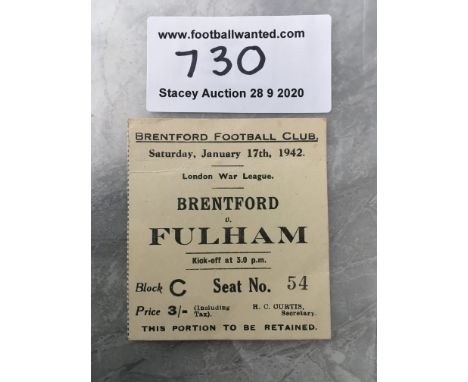 www.footballwanted.com
730
Stacey Auction 28 9 2020
BRENTFORD FOOTBALL CLUB.
Saturday, January 17th, 1942.
London War League.
BRENTFORD
v.
FULHAM
Kick-off at 3.0 p.m.
Block C Seat No. 54
Price 3/- (Including Tax). H. C. CURTIS, Secretary.
THIS PORTION TO BE RETAINED.